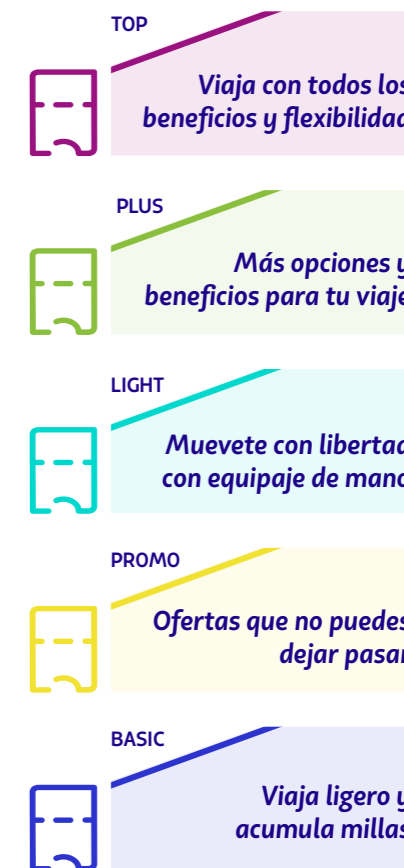 TOP
Viaja con todos los
beneficios y flexibilidad
PLUS
Más opciones y
beneficios para tu viaje
LIGHT
Muevete con libertad
con equipaje de mano
PROMO
Ofertas que no puedes
dejar pasar
BASIC
Viaja ligero y
acumula millas